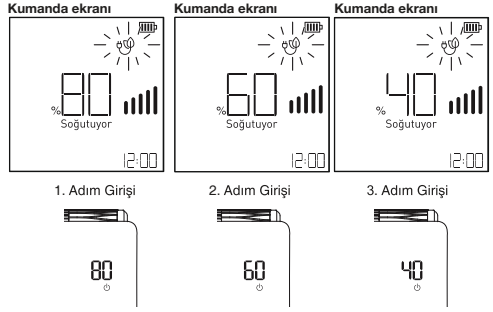 Kumanda ekranı Kumanda ekranı Kumanda ekranı
%80 %60 %40
Soğutuyor Soğutuyor Soğutuyor
12:00 12:00 12:00
1. Adım Girişi 2. Adım Girişi 3. Adım Girişi
80 60 40